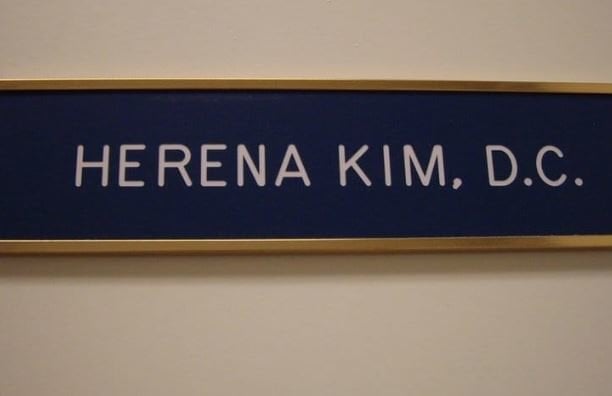 HERENA KIM, D.C.